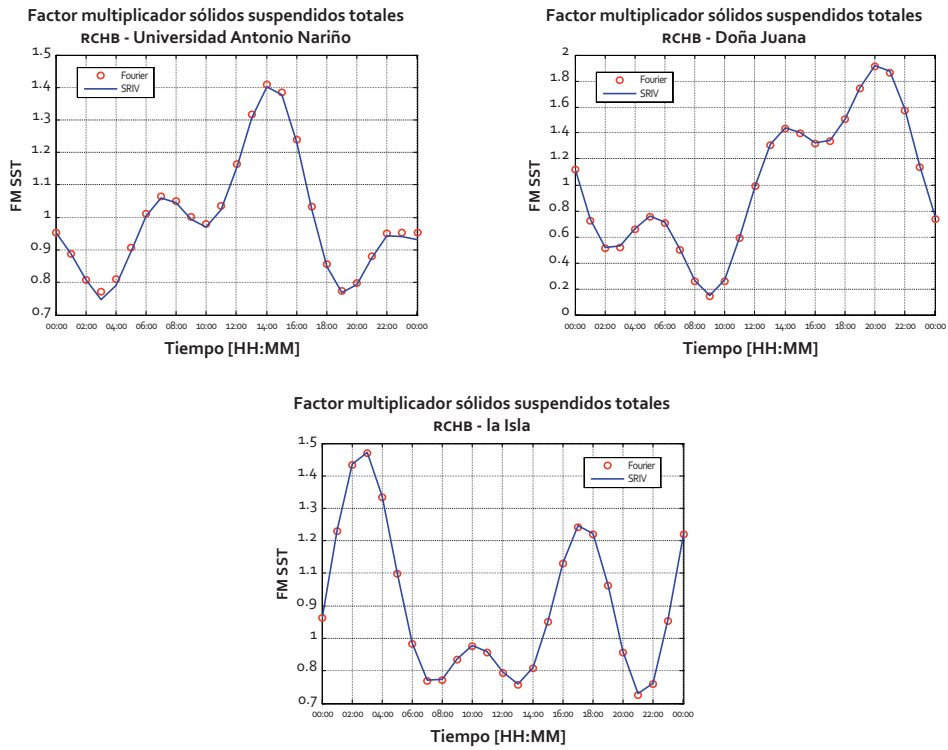 Factor multiplicador sólidos suspendidos totales
RCHB - Universidad Antonio Nariño
1.5
1.4
1.3
1.2
1.1
1
0.9
0.8
0.7
FM SST
Fourier
SRIV
00:00 02:00 04:00 06:00 08:00 10:00 12:00 14:00 16:00 18:00 20:00 22:00 00:00
Tiempo [HH:MM]
Factor multiplicador sólidos suspendidos totales
RCHB - Doña Juana
2
1.8
1.6
1.4
1.2
1
0.8
0.6
0.4
0.2
0
FM SST
Fourier
SRIV
00:00 02:00 04:00 06:00 08:00 10:00 12:00 14:00 16:00 18:00 20:00 22:00 00:00
Tiempo [HH:MM]
Factor multiplicador sólidos suspendidos totales
RCHB - la Isla
1.5
1.4
1.3
1.2
0.9
1
0.8
0.7
FM SST
Fourier
SRIV
00:00 02:00 04:00 06:00 08:00 10:00 12:00 14:00 16:00 18:00 20:00 22:00 00:00
Tiempo [HH:MM]